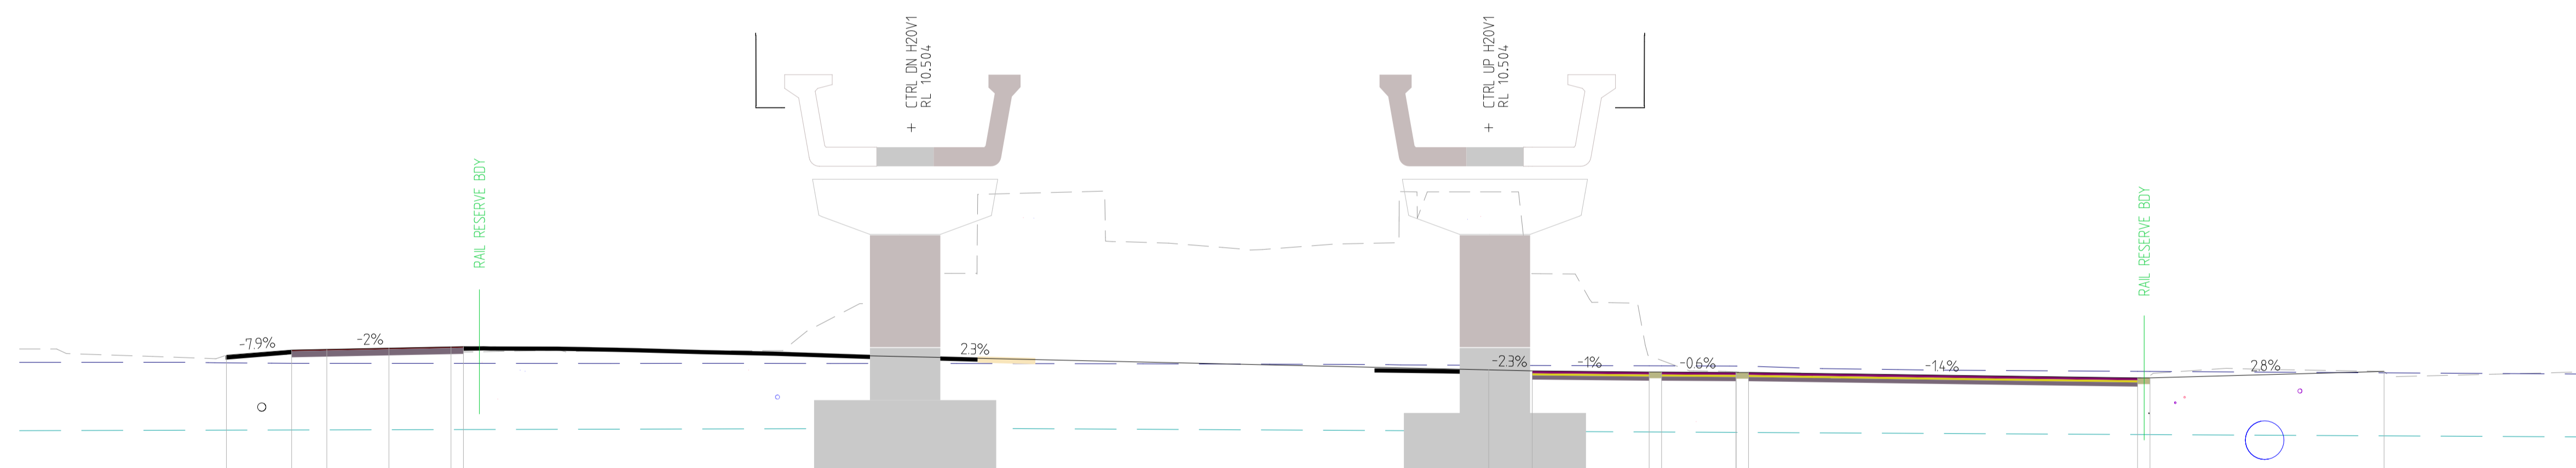 CTRL DN H20V1
RL 10.504
CTRL UP H20V1
RL 10.504
RAIL RESERVE BDY
RAIL RESERVE BDY
-7.9%
-2%
2.3%
-2.3%
-1%
-0.6%
-1.4%
2.8%